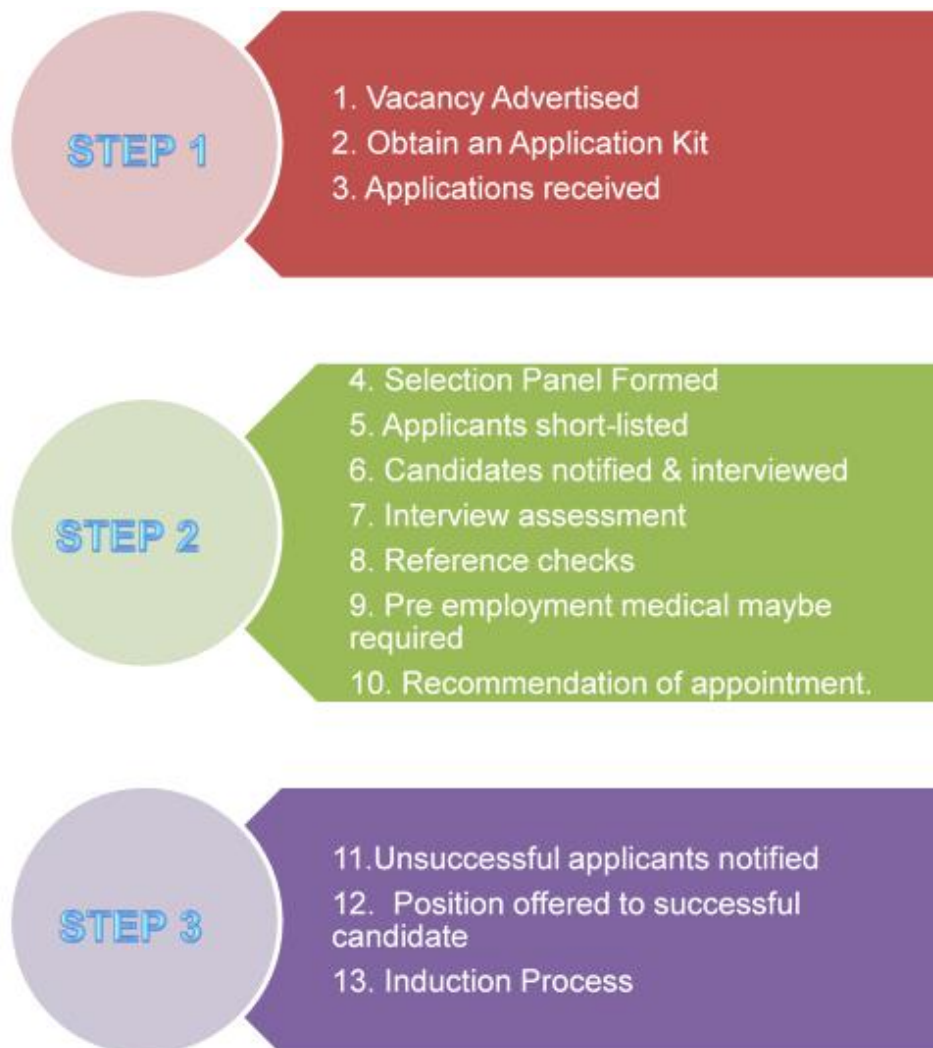 STEP 1
1. Vacancy Advertised
2. Obtain an Application Kit
3. Applications received
STEP 2
4. Selection Panel Formed
5. Applicants short-listed
6. Candidates notified & interviewed
7. Interview assessment
8. Reference checks
9. Pre employment medical maybe
required
10. Recommendation of appointment.
STEP 3
11.Unsuccessful applicants notified
12.  Position offered to successful
candidate
13. Induction Process